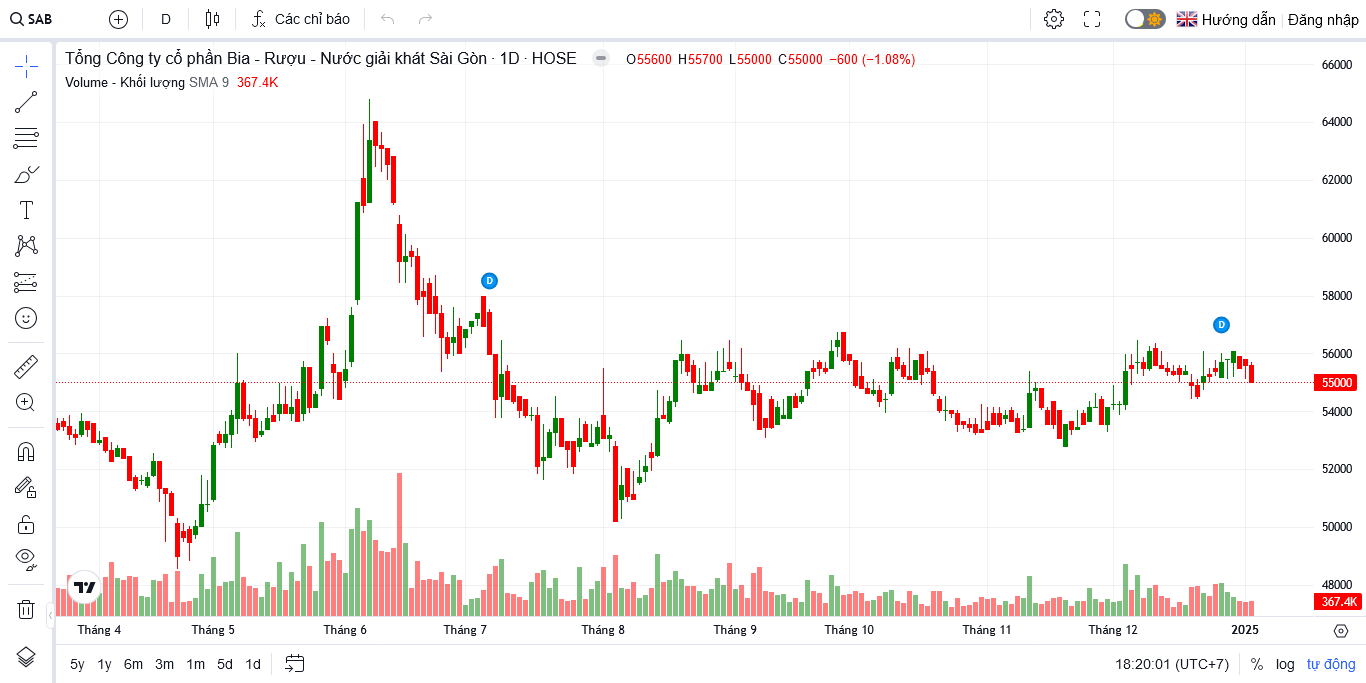 SAB D Các chỉ báo Hướng dẫn Đăng nhập
Tổng Công ty cổ phần Bia - Rượu - Nước giải khát Sài Gòn · 1D · HOSE O55600 H55700 L55000 C55000 −600 (−1.08%)
Volume - Khối lượng SMA 9 367.4K
66000
64000
62000
60000
58000
56000
55000
54000
52000
50000
48000
367.4K
D
D
Tháng 4 Tháng 5 Tháng 6 Tháng 7 Tháng 8 Tháng 9 Tháng 10 Tháng 11 Tháng 12 2025
5y 1y 6m 3m 1m 5d 1d 18:20:01 (UTC+7) % log tự động